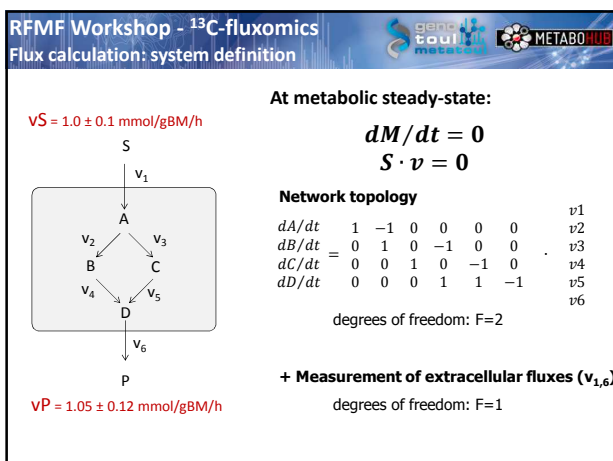 RFMF Workshop - ¹³C-fluxomics
Flux calculation: system definition
geno
toul
metatoul
METABOHUB
At metabolic steady-state:
dM/dt = 0
S · v = 0
vS = 1.0 ± 0.1 mmol/gBM/h
S
v1
A
v2
v3
B
C
v4
v5
D
v6
P
vP = 1.05 ± 0.12 mmol/gBM/h
Network topology
dA/dt 1 −1 0 0 0 0
dB/dt 0 1 0 −1 0 0
dC/dt = 0 0 1 0 −1 0 ·
dD/dt 0 0 0 1 1 −1
v1
v2
v3
v4
v5
v6
degrees of freedom: F=2
+ Measurement of extracellular fluxes (v1,6)
degrees of freedom: F=1